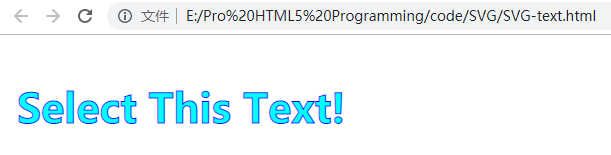 文件 E:/Pro%20HTML5%20Programming/code/SVG/SVG-text.html
Select This Text!